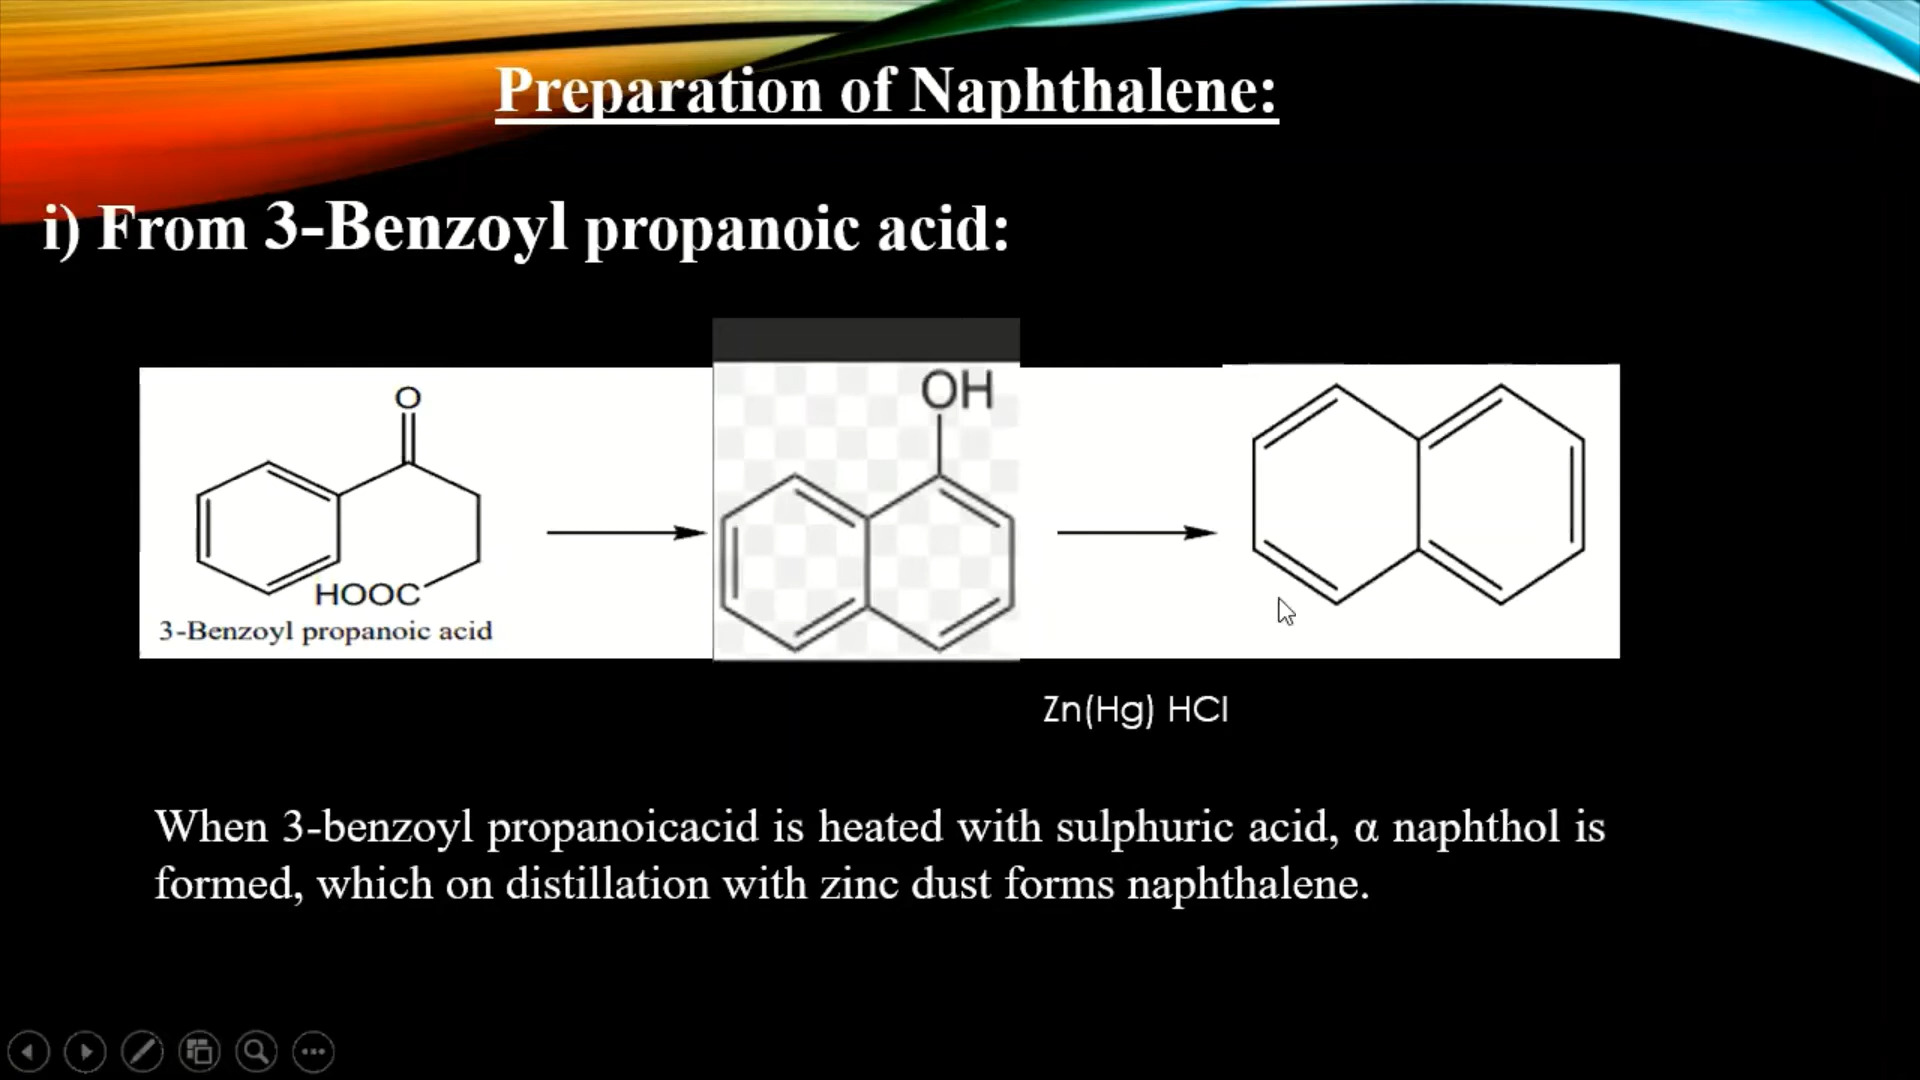 Preparation of Naphthalene:
i) From 3-Benzoyl propanoic acid:
O
HOOC
3-Benzoyl propanoic acid
OH
Zn(Hg) HCl
When 3-benzoyl propanoicacid is heated with sulphuric acid, α naphthol is
formed, which on distillation with zinc dust forms naphthalene.